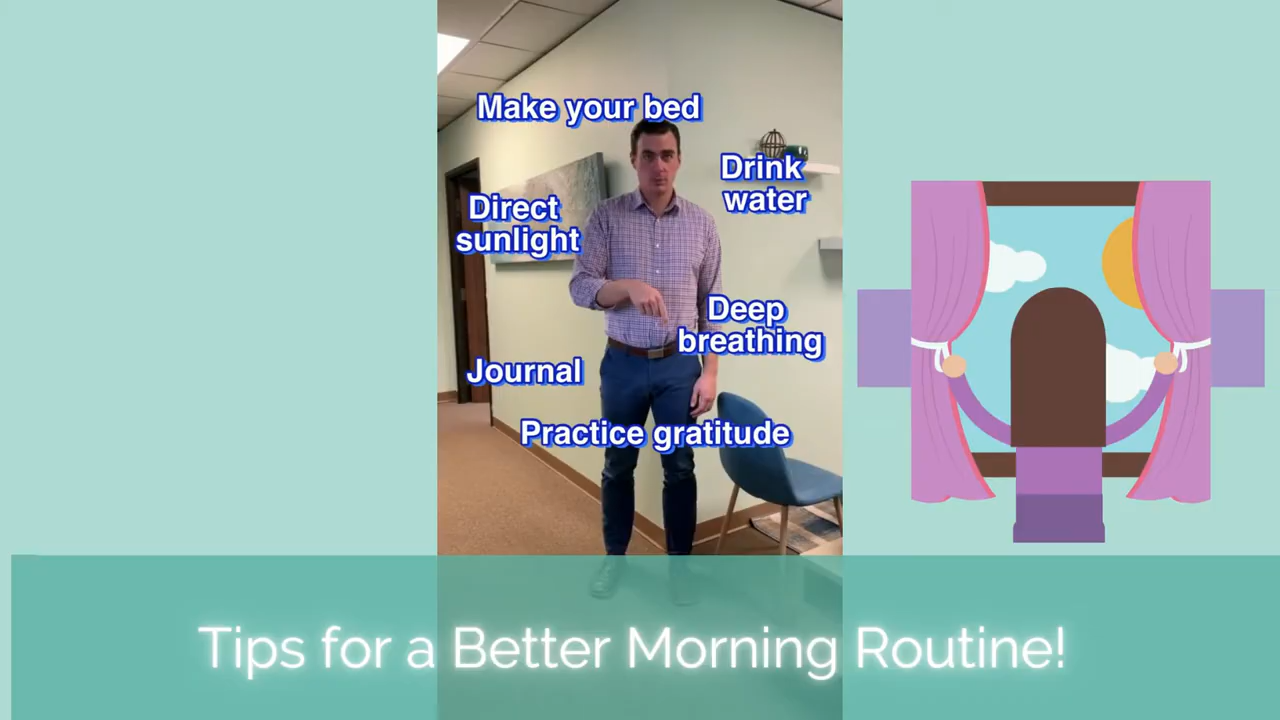 Make your bed
Drink
water
Direct
sunlight
Deep
breathing
Journal
Practice gratitude
Tips for a Better Morning Routine!